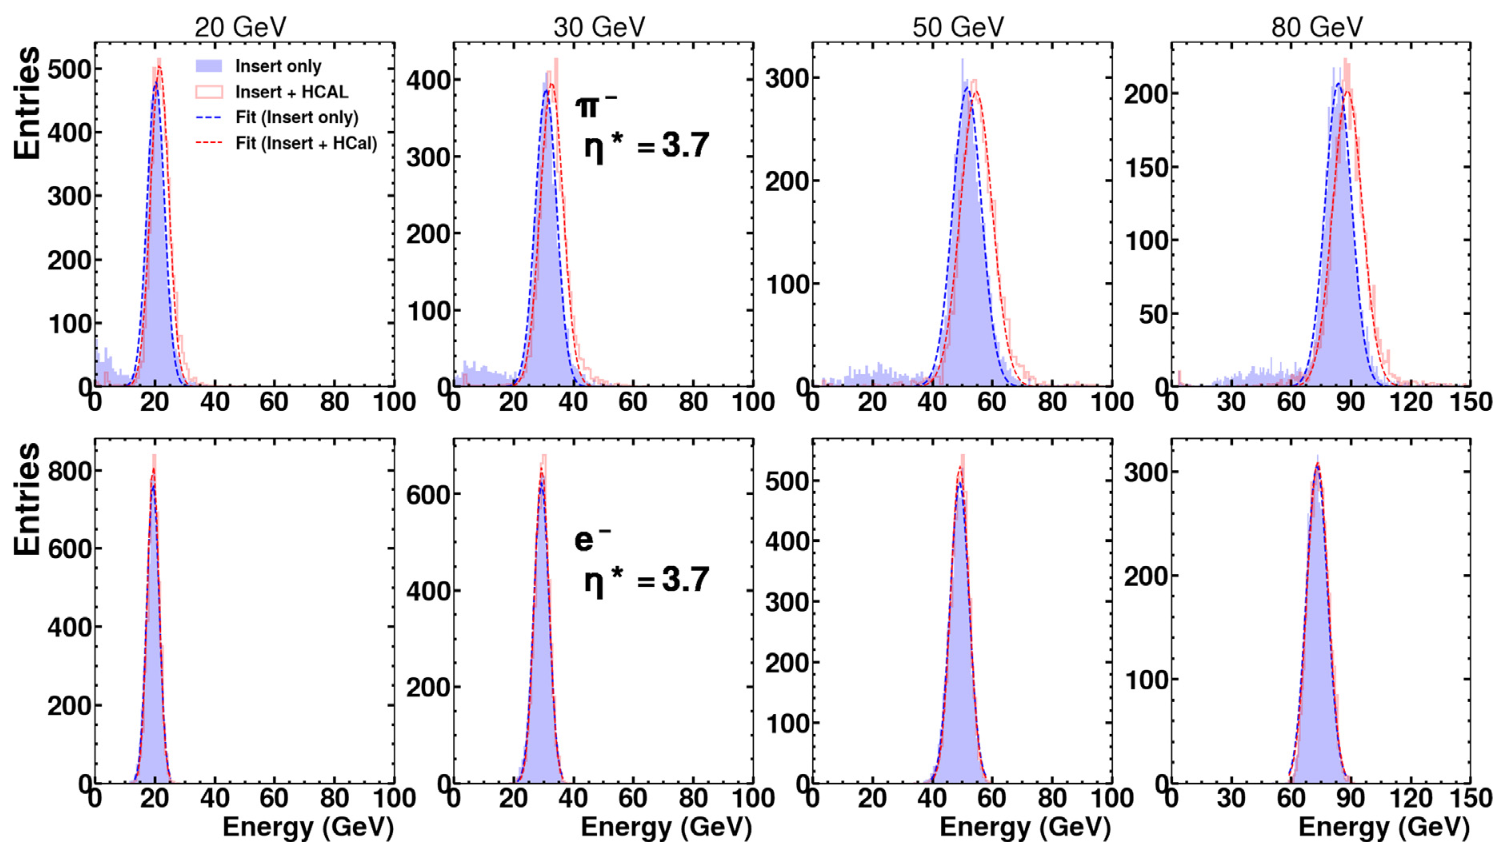 20 GeV
30 GeV
50 GeV
80 GeV
Entries
500
400
300
200
100
0
0 20 40 60 80 100
Insert only
Insert + HCAL
Fit (Insert only)
Fit (Insert + HCal)
400
300
200
100
0
0 20 40 60 80 100
π⁻
η* = 3.7
300
200
100
0
0 20 40 60 80 100
200
150
100
50
0
0 30 60 90 120 150
Entries
800
600
400
200
0
0 20 40 60 80 100
Energy (GeV)
600
400
200
0
0 20 40 60 80 100
Energy (GeV)
e⁻
η* = 3.7
500
400
300
200
100
0
0 20 40 60 80 100
Energy (GeV)
300
200
100
0
0 30 60 90 120 150
Energy (GeV)